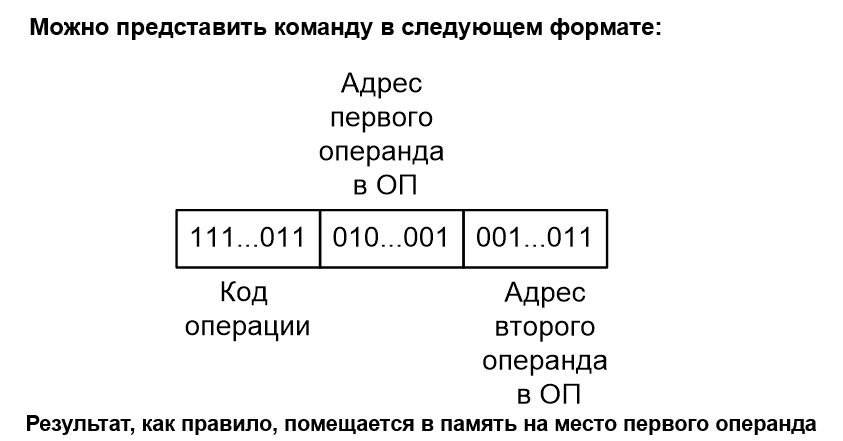 Можно представить команду в следующем формате:
Адрес
первого
операнда
в ОП
111...011 010...001 001...011
Код
операции
Адрес
второго
операнда
в ОП
Результат, как правило, помещается в память на место первого операнда